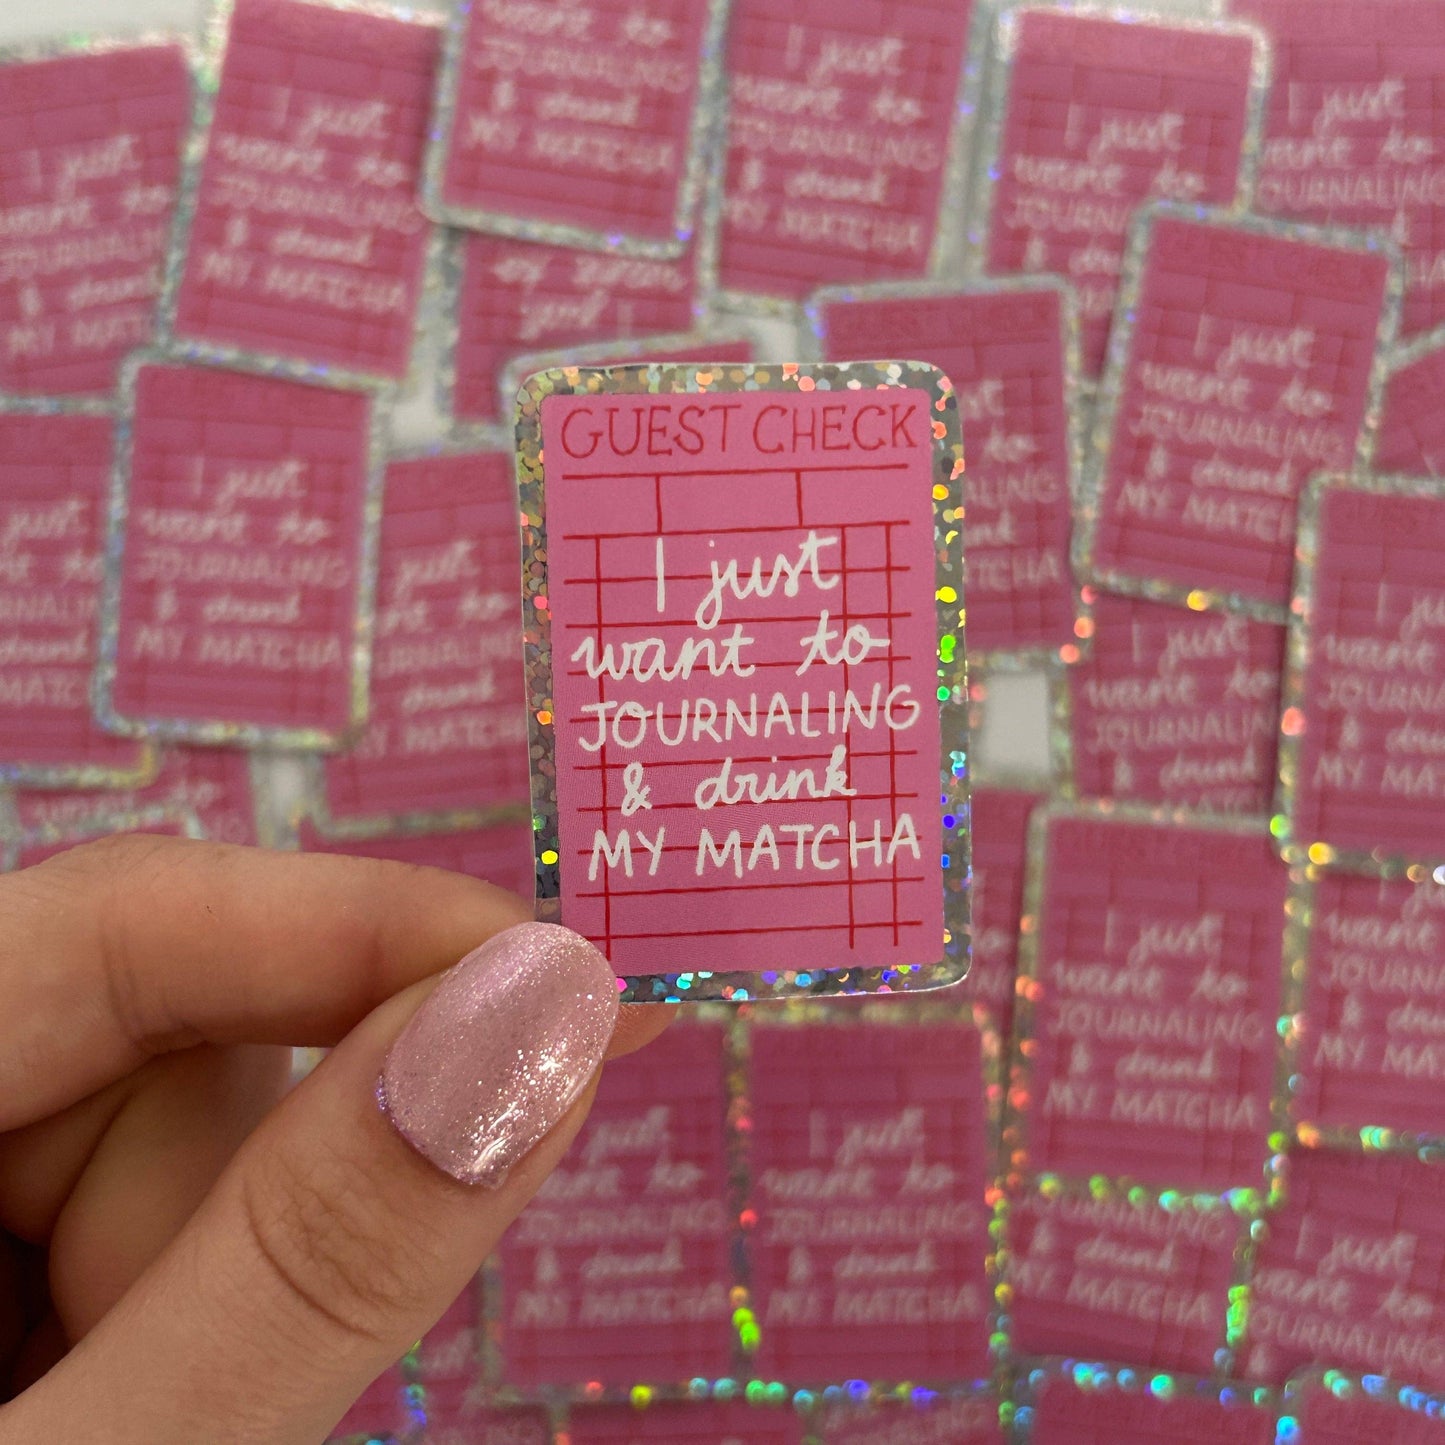 GUEST CHECK
I just
want to
JOURNALING
& drink
MY MATCHA